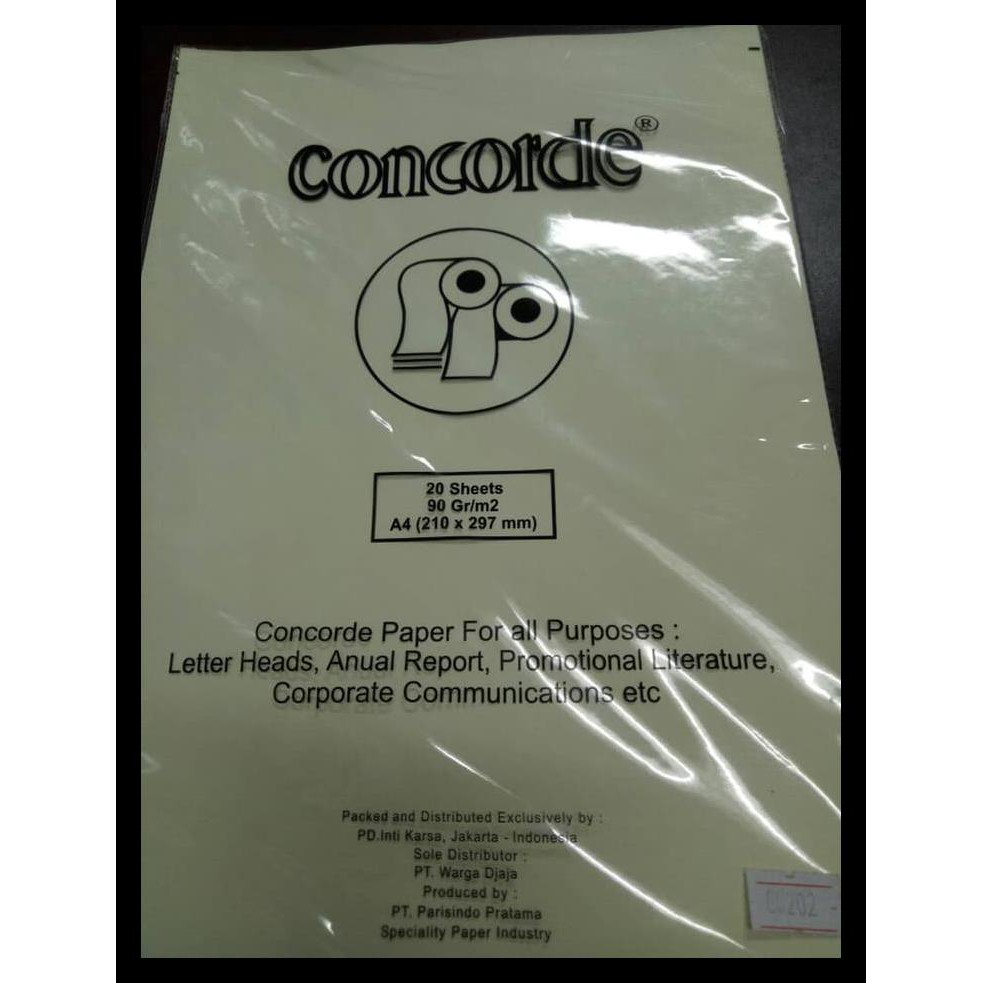 concorde®
20 Sheets
90 Gr/m2
A4 (210 x 297 mm)
Concorde Paper For all Purposes :
Letter Heads, Anual Report, Promotional Literature,
Corporate Communications etc
Packed and Distributed Exclusively by :
PD.Inti Karsa, Jakarta - Indonesia
Sole Distributor :
PT. Warga Djaja
Produced by :
PT. Parisindo Pratama
Speciality Paper Industry